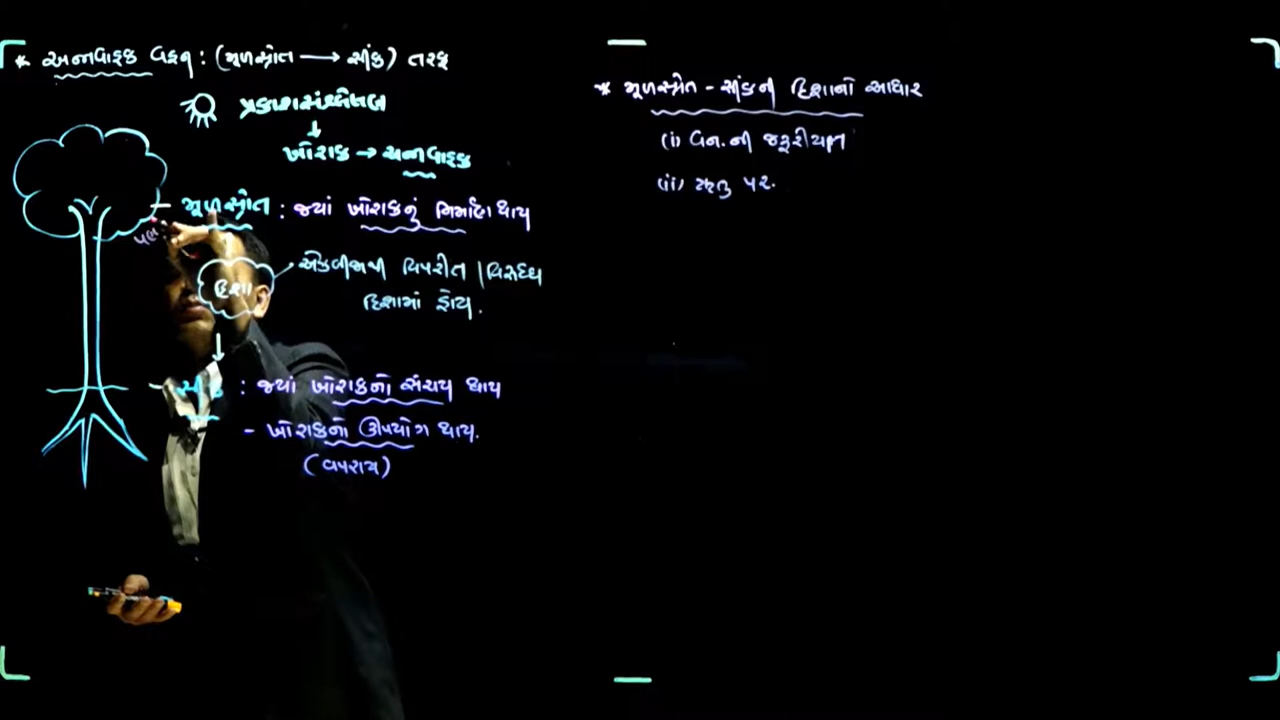 * અન્નવાહક વહન : (મૂળસ્રોત → સીંક) તરફ
પ્રકાશસંશ્લેષણ
↓
ખોરાક → અન્નવાહક
— મૂળસ્રોત : જ્યાં ખોરાકનું નિર્માણ થાય
દિશા
એકબીજાથી વિપરીત | વિરુધ્ધ
દિશામાં હોય.
↓
: જ્યાં ખોરાકનો સંચય થાય
- ખોરાકનો ઊપયોગ થાય.
(વપરાય)
* મૂળસ્રોત - સીંકની દિશાનો આધાર
(i) વન.ની જરૂરીયાત
(ii) ઋતુ પર.